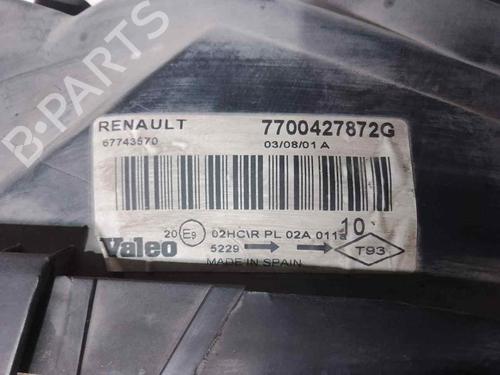 B-PARTS
RENAULT 7700427872G
67743570 03/08/01 A
10
20 E9 02HC\R PL 02A 011
Valeo 5229 T93
MADE IN SPAIN